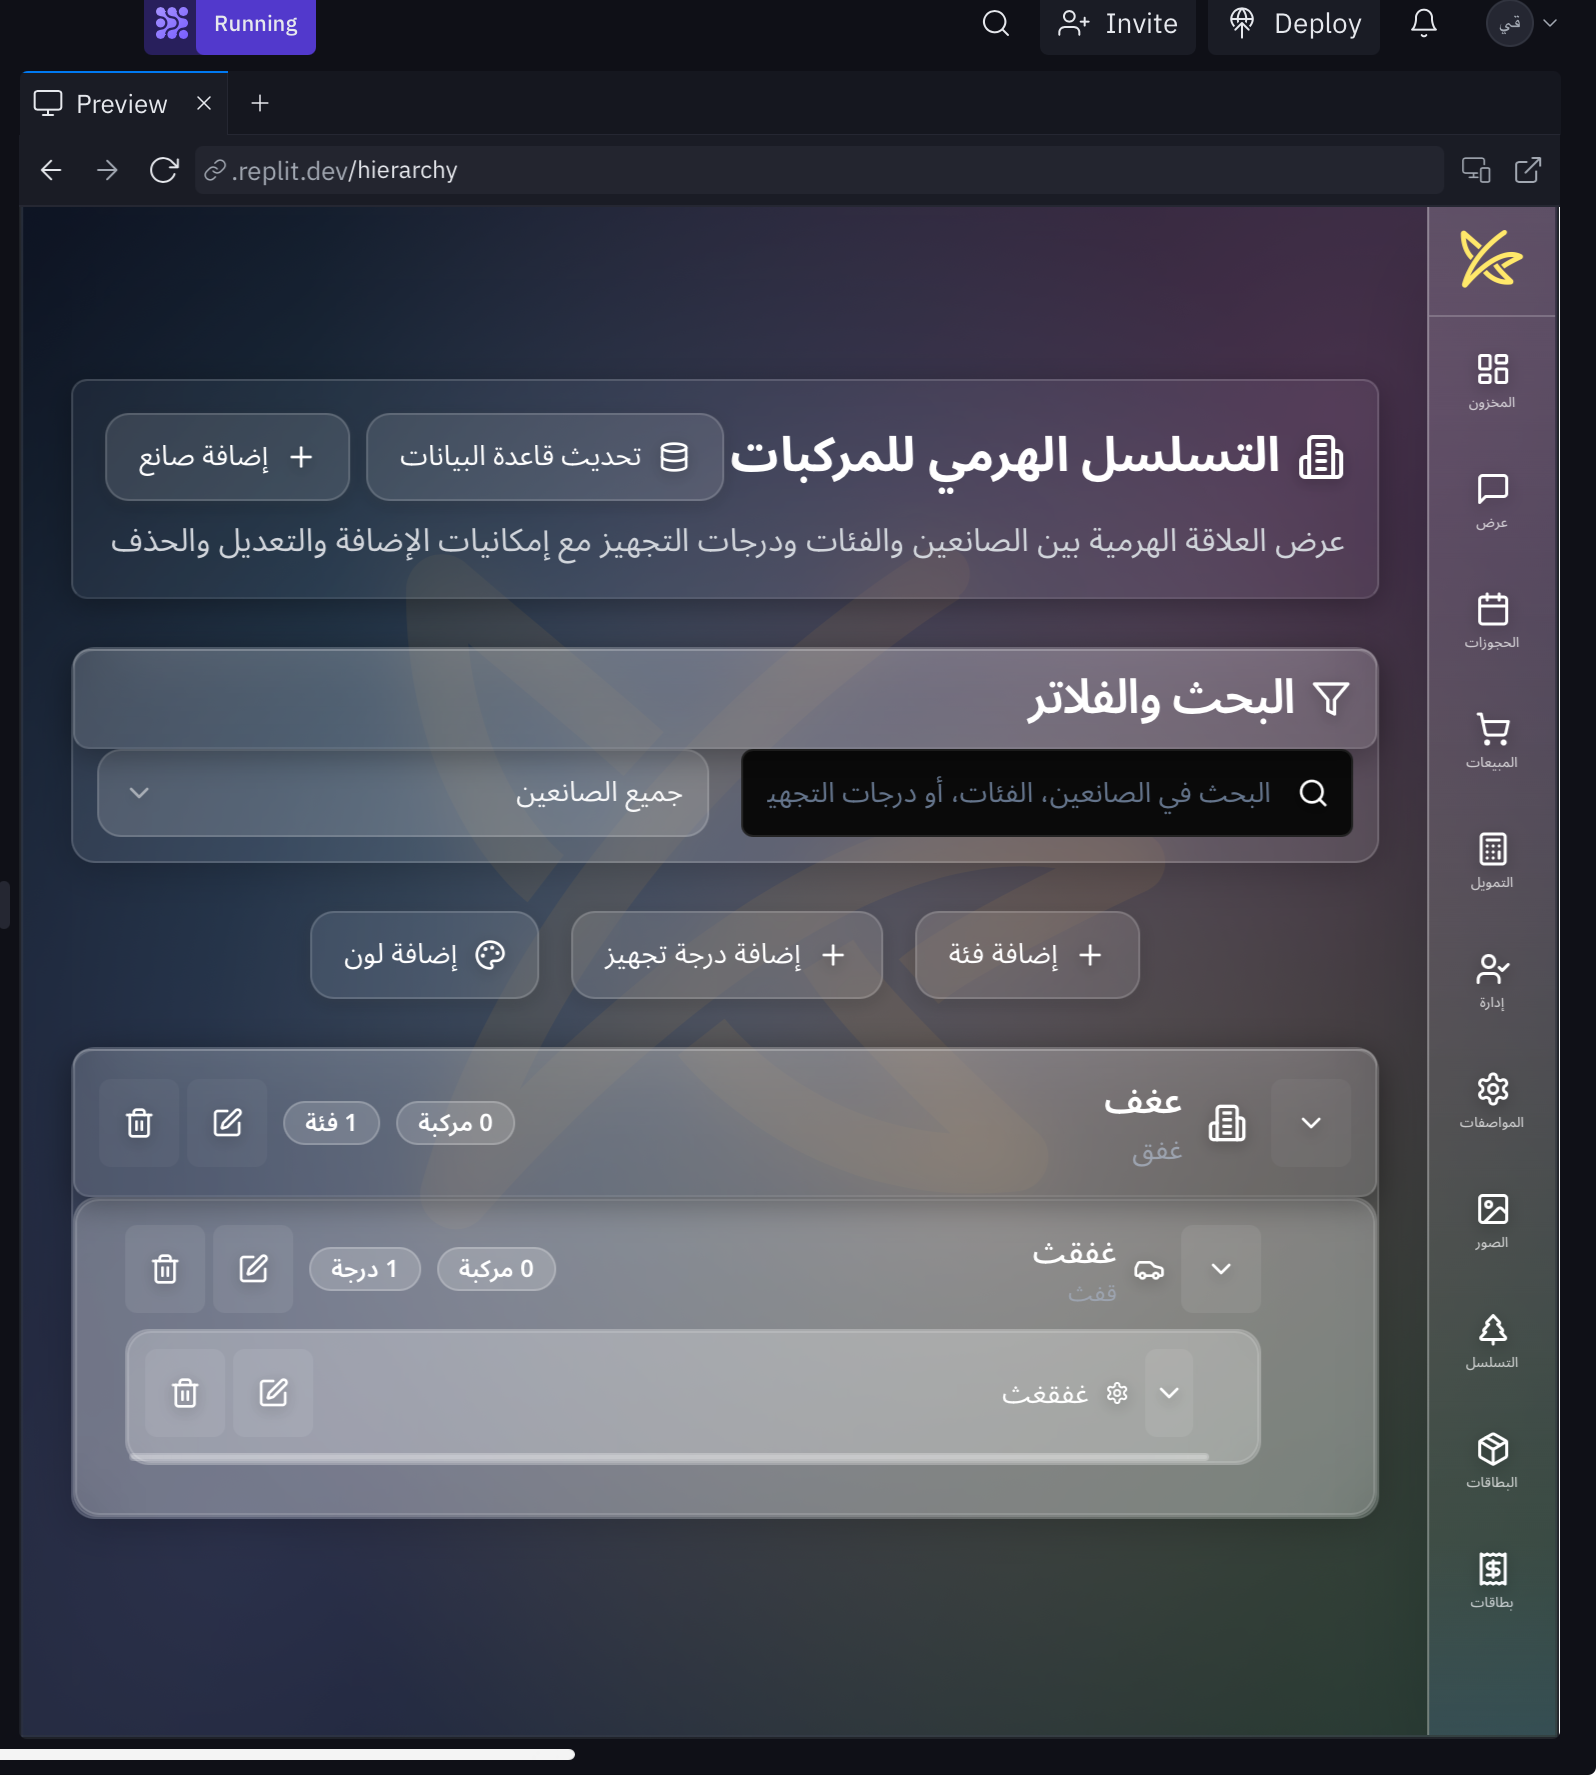 Running
Invite
Deploy
قي
Preview
.replit.dev/hierarchy
المخزون
عرض
الحجوزات
المبيعات
التمويل
إدارة
المواصفات
الصور
التسلسل
البطاقات
بطاقات
التسلسل الهرمي للمركبات
تحديث قاعدة البيانات
إضافة صانع
عرض العلاقة الهرمية بين الصانعين والفئات ودرجات التجهيز مع إمكانيات الإضافة والتعديل والحذف
البحث والفلاتر
البحث في الصانعين، الفئات، أو درجات التجهي
جميع الصانعين
إضافة فئة
إضافة درجة تجهيز
إضافة لون
عغف
غفق
0 مركبة
1 فئة
غفقث
قفث
0 مركبة
1 درجة
غفقغث